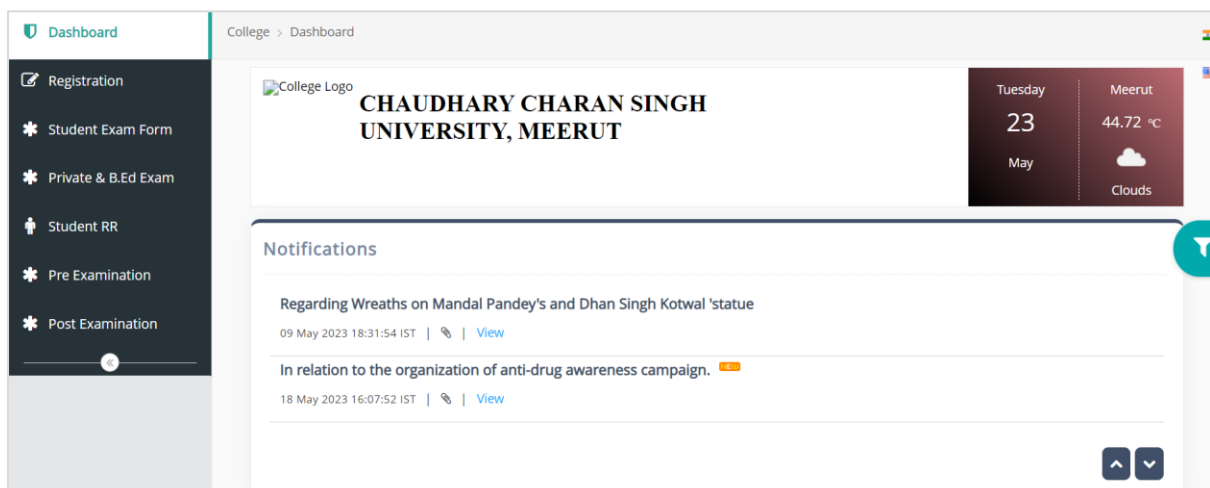 Dashboard
College > Dashboard
Registration
Student Exam Form
Private & B.Ed Exam
Student RR
Pre Examination
Post Examination
College Logo
CHAUDHARY CHARAN SINGH
UNIVERSITY, MEERUT
Tuesday
23
May
Meerut
44.72 °C
Clouds
Notifications
Regarding Wreaths on Mandal Pandey's and Dhan Singh Kotwal 'statue
09 May 2023 18:31:54 IST | | View
In relation to the organization of anti-drug awareness campaign. NEW
18 May 2023 16:07:52 IST | | View